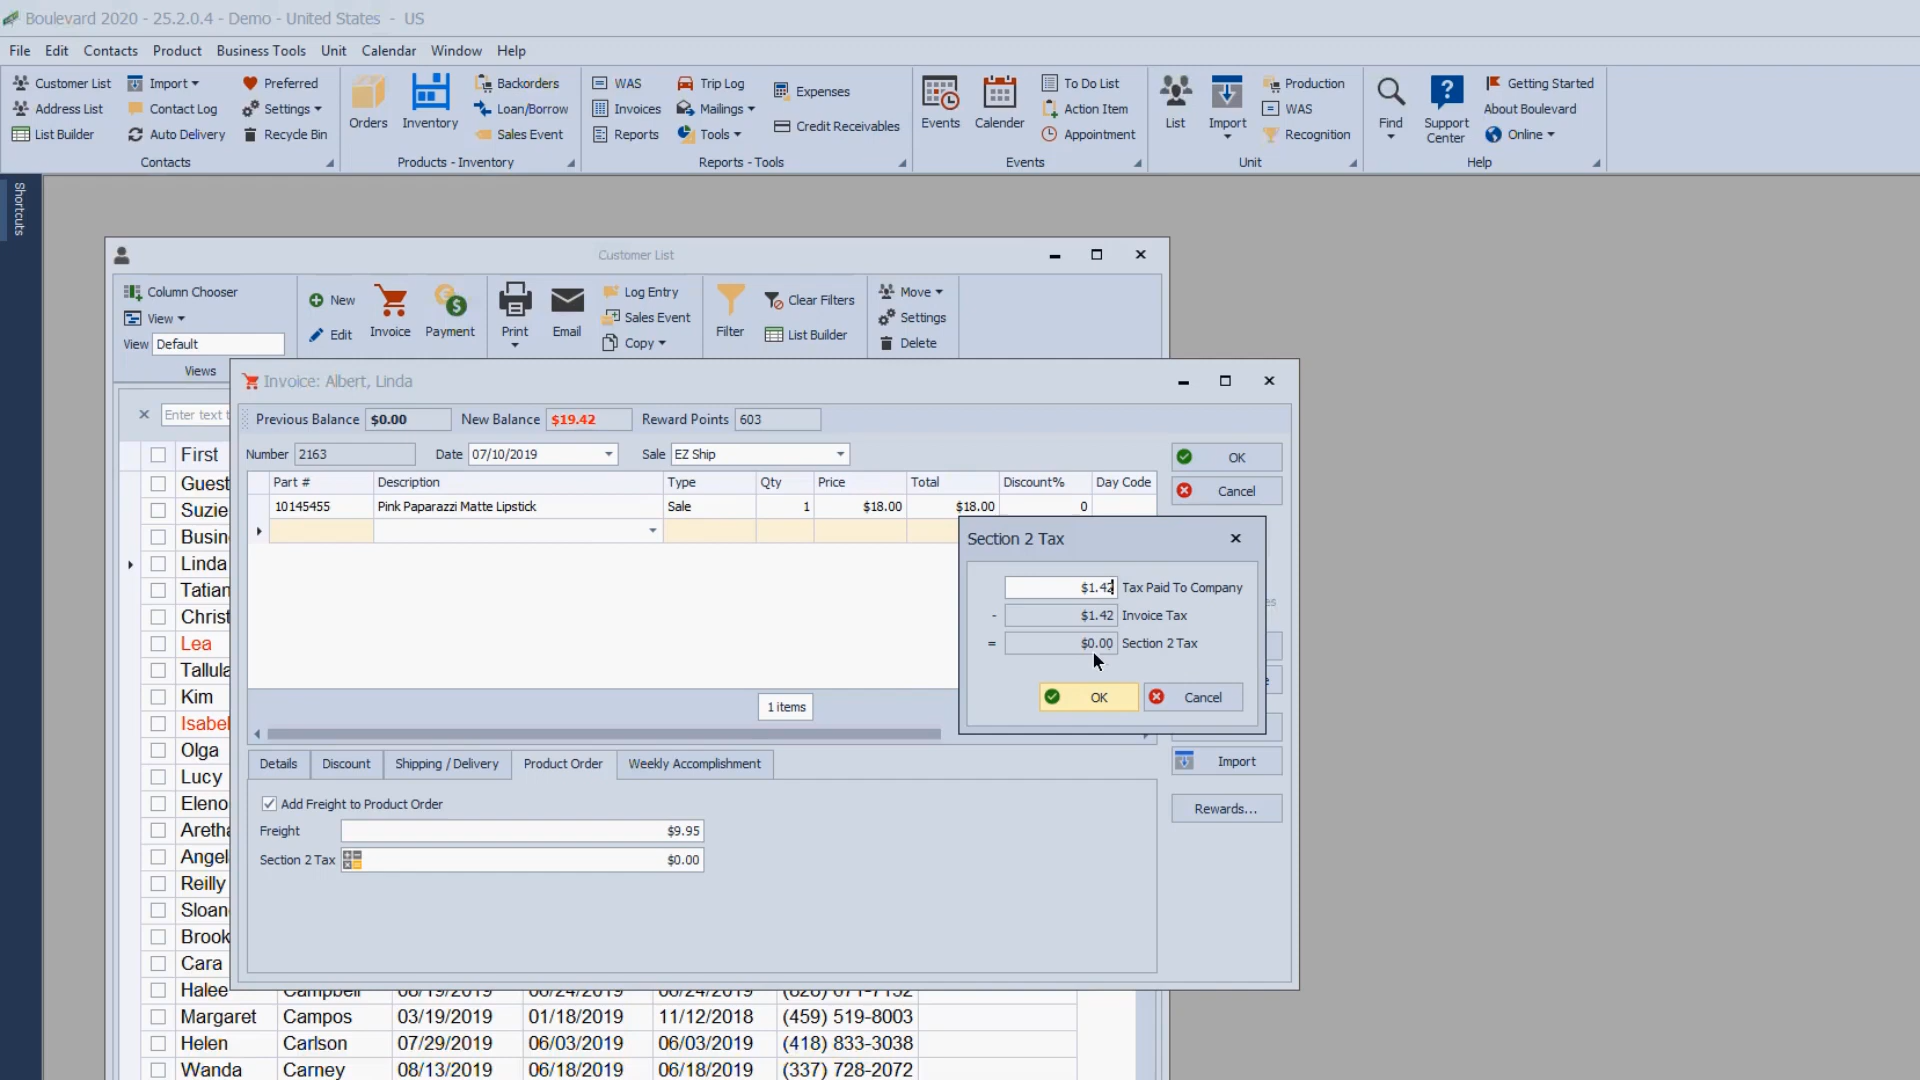 Boulevard 2020 - 25.2.0.4 - Demo - United States - US
File Edit Contacts Product Business Tools Unit Calendar Window Help
Customer List Import Preferred Backorders WAS Trip Log Expenses To Do List Production Getting Started
Address List Contact Log Settings Orders Inventory Loan/Borrow Invoices Mailings Events Calender Action Item List Import WAS Find Support Center About Boulevard
List Builder Auto Delivery Recycle Bin Sales Event Reports Tools Credit Receivables Appointment Recognition Online
Contacts Products - Inventory Reports - Tools Events Unit Help
Shortcuts
Customer List
Column Chooser New Log Entry Clear Filters Move
View Invoice Payment Print Email Sales Event Filter Settings
View Default Edit Copy List Builder Delete
Views
Invoice: Albert, Linda
Enter text t
Previous Balance $0.00 New Balance $19.42 Reward Points 603
Number 2163 Date 07/10/2019 Sale EZ Ship
OK
Cancel
Part # Description Type Qty Price Total Discount% Day Code
10145455 Pink Paparazzi Matte Lipstick Sale 1 $18.00 $18.00 0
1 items
Section 2 Tax
$1.42 Tax Paid To Company
- $1.42 Invoice Tax
= $0.00 Section 2 Tax
OK Cancel
Import
Rewards...
Details Discount Shipping / Delivery Product Order Weekly Accomplishment
Add Freight to Product Order
Freight $9.95
Section 2 Tax $0.00
First
Guest
Suzie
Busin
Linda
Tatian
Christ
Lea
Tallula
Kim
Isabel
Olga
Lucy
Eleno
Aretha
Angel
Reilly
Sloan
Brook
Cara
Halee Campbell 08/19/2019 06/24/2019 06/24/2019 (828) 671-7152
Margaret Campos 03/19/2019 01/18/2019 11/12/2018 (459) 519-8003
Helen Carlson 07/29/2019 06/03/2019 06/03/2019 (418) 833-3038
Wanda Carney 08/13/2019 06/18/2019 06/18/2019 (337) 728-2072